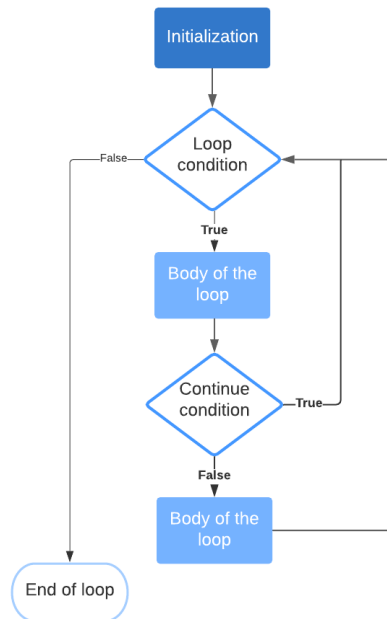 Initialization
Loop
condition
False
True
Body of the
loop
Continue
condition
True
False
Body of the
loop
End of loop